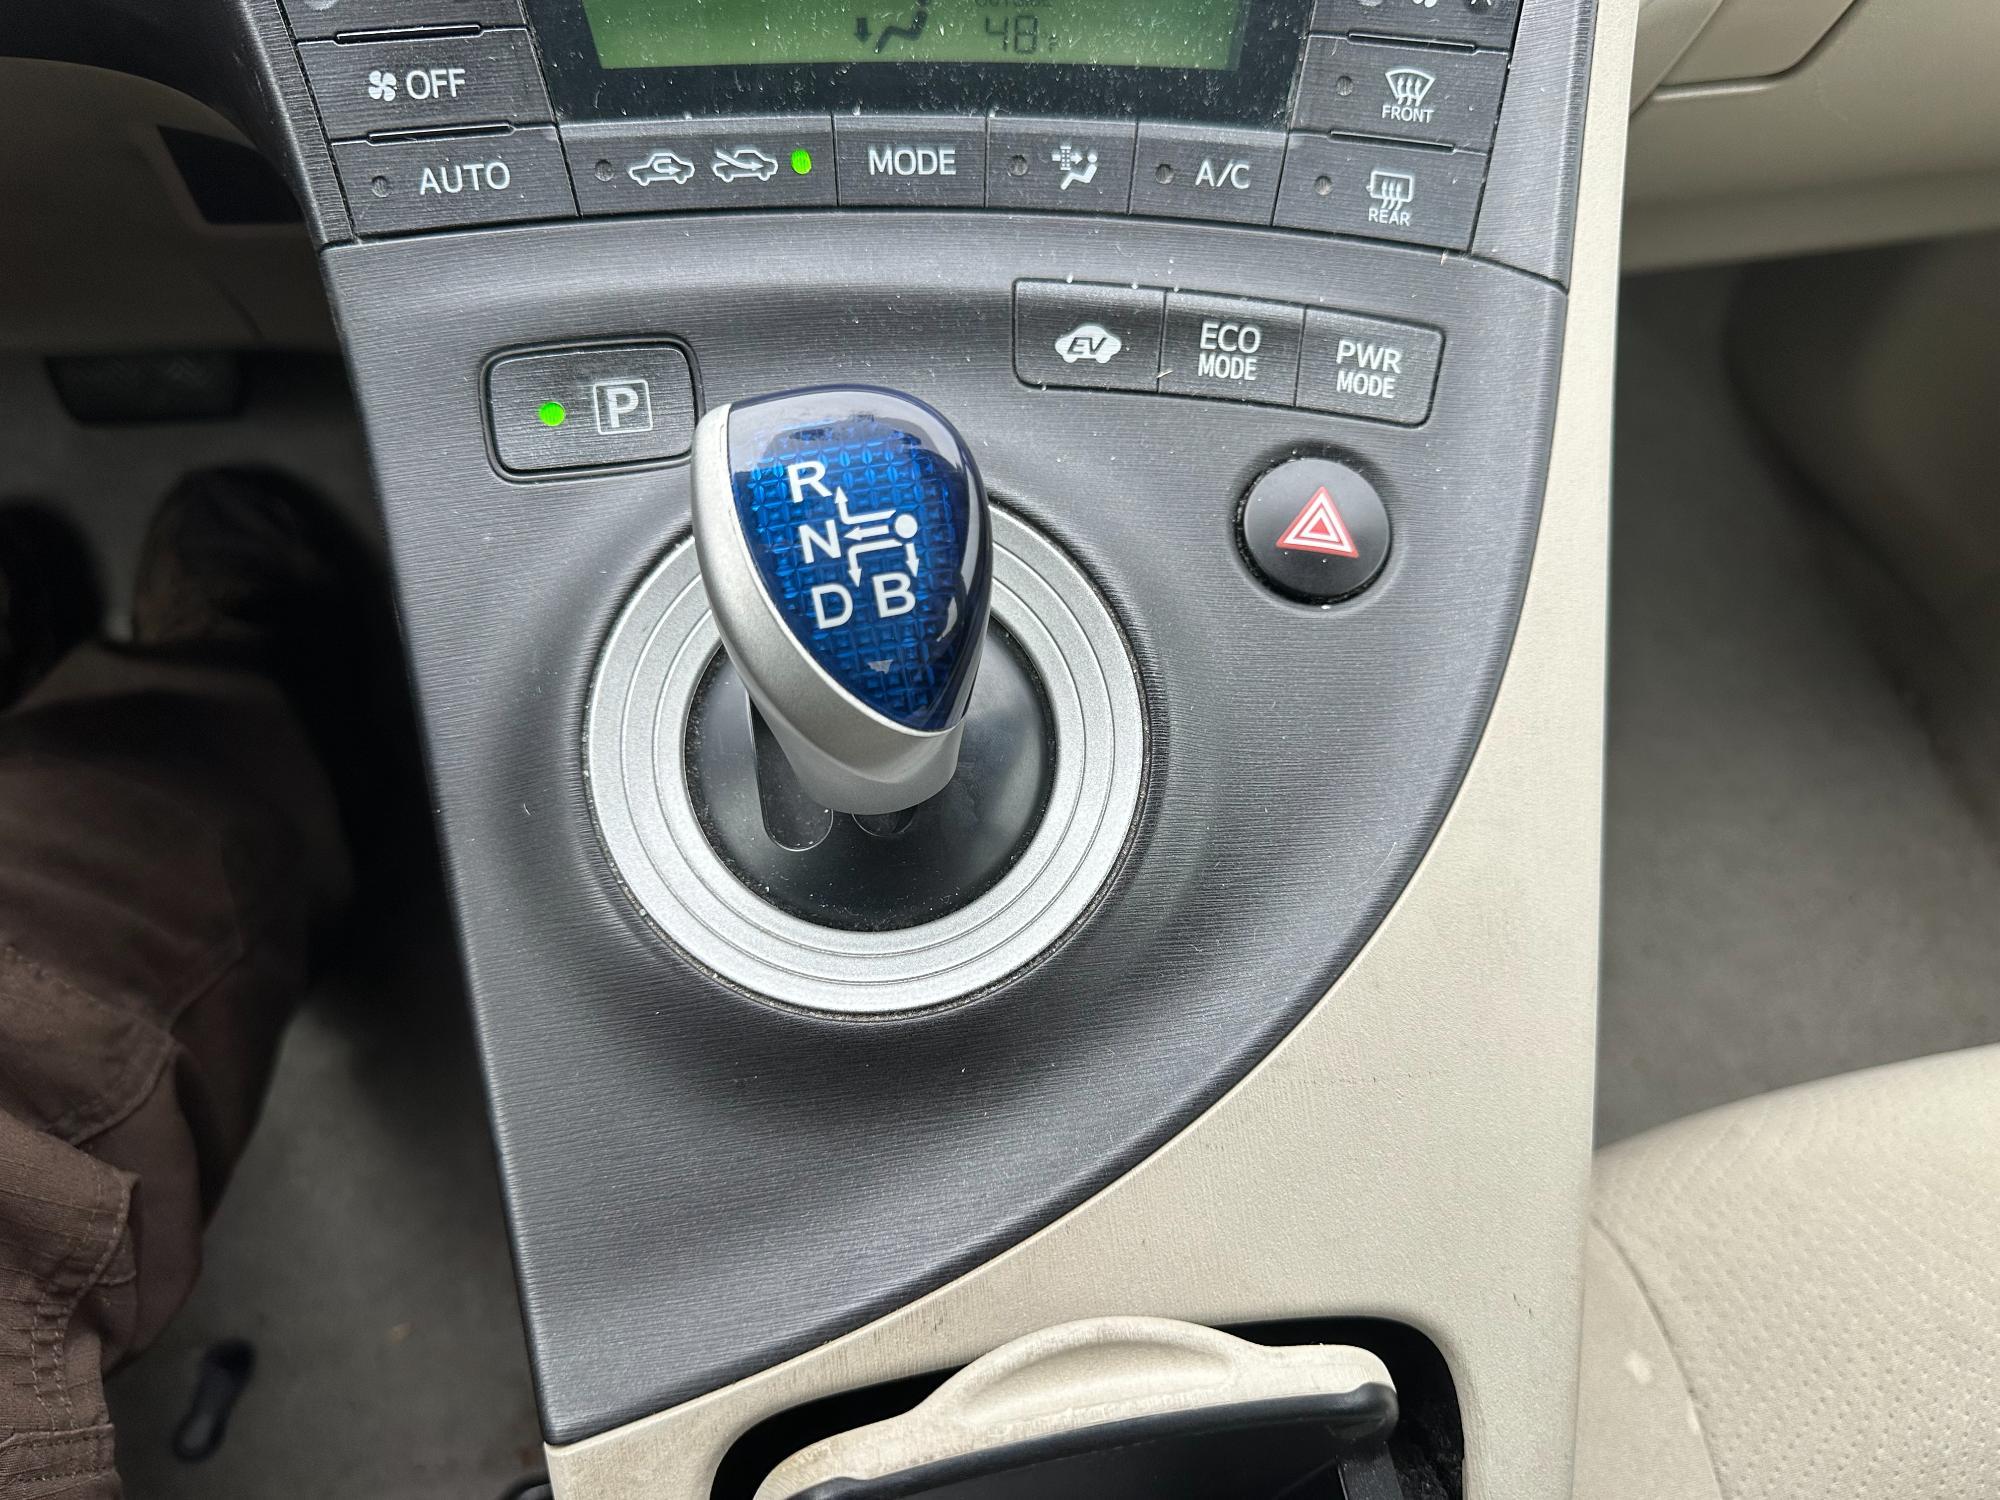 48 F
OFF
FRONT
AUTO
MODE
A/C
REAR
EV
ECO
MODE
PWR
MODE
P
R
N
D B